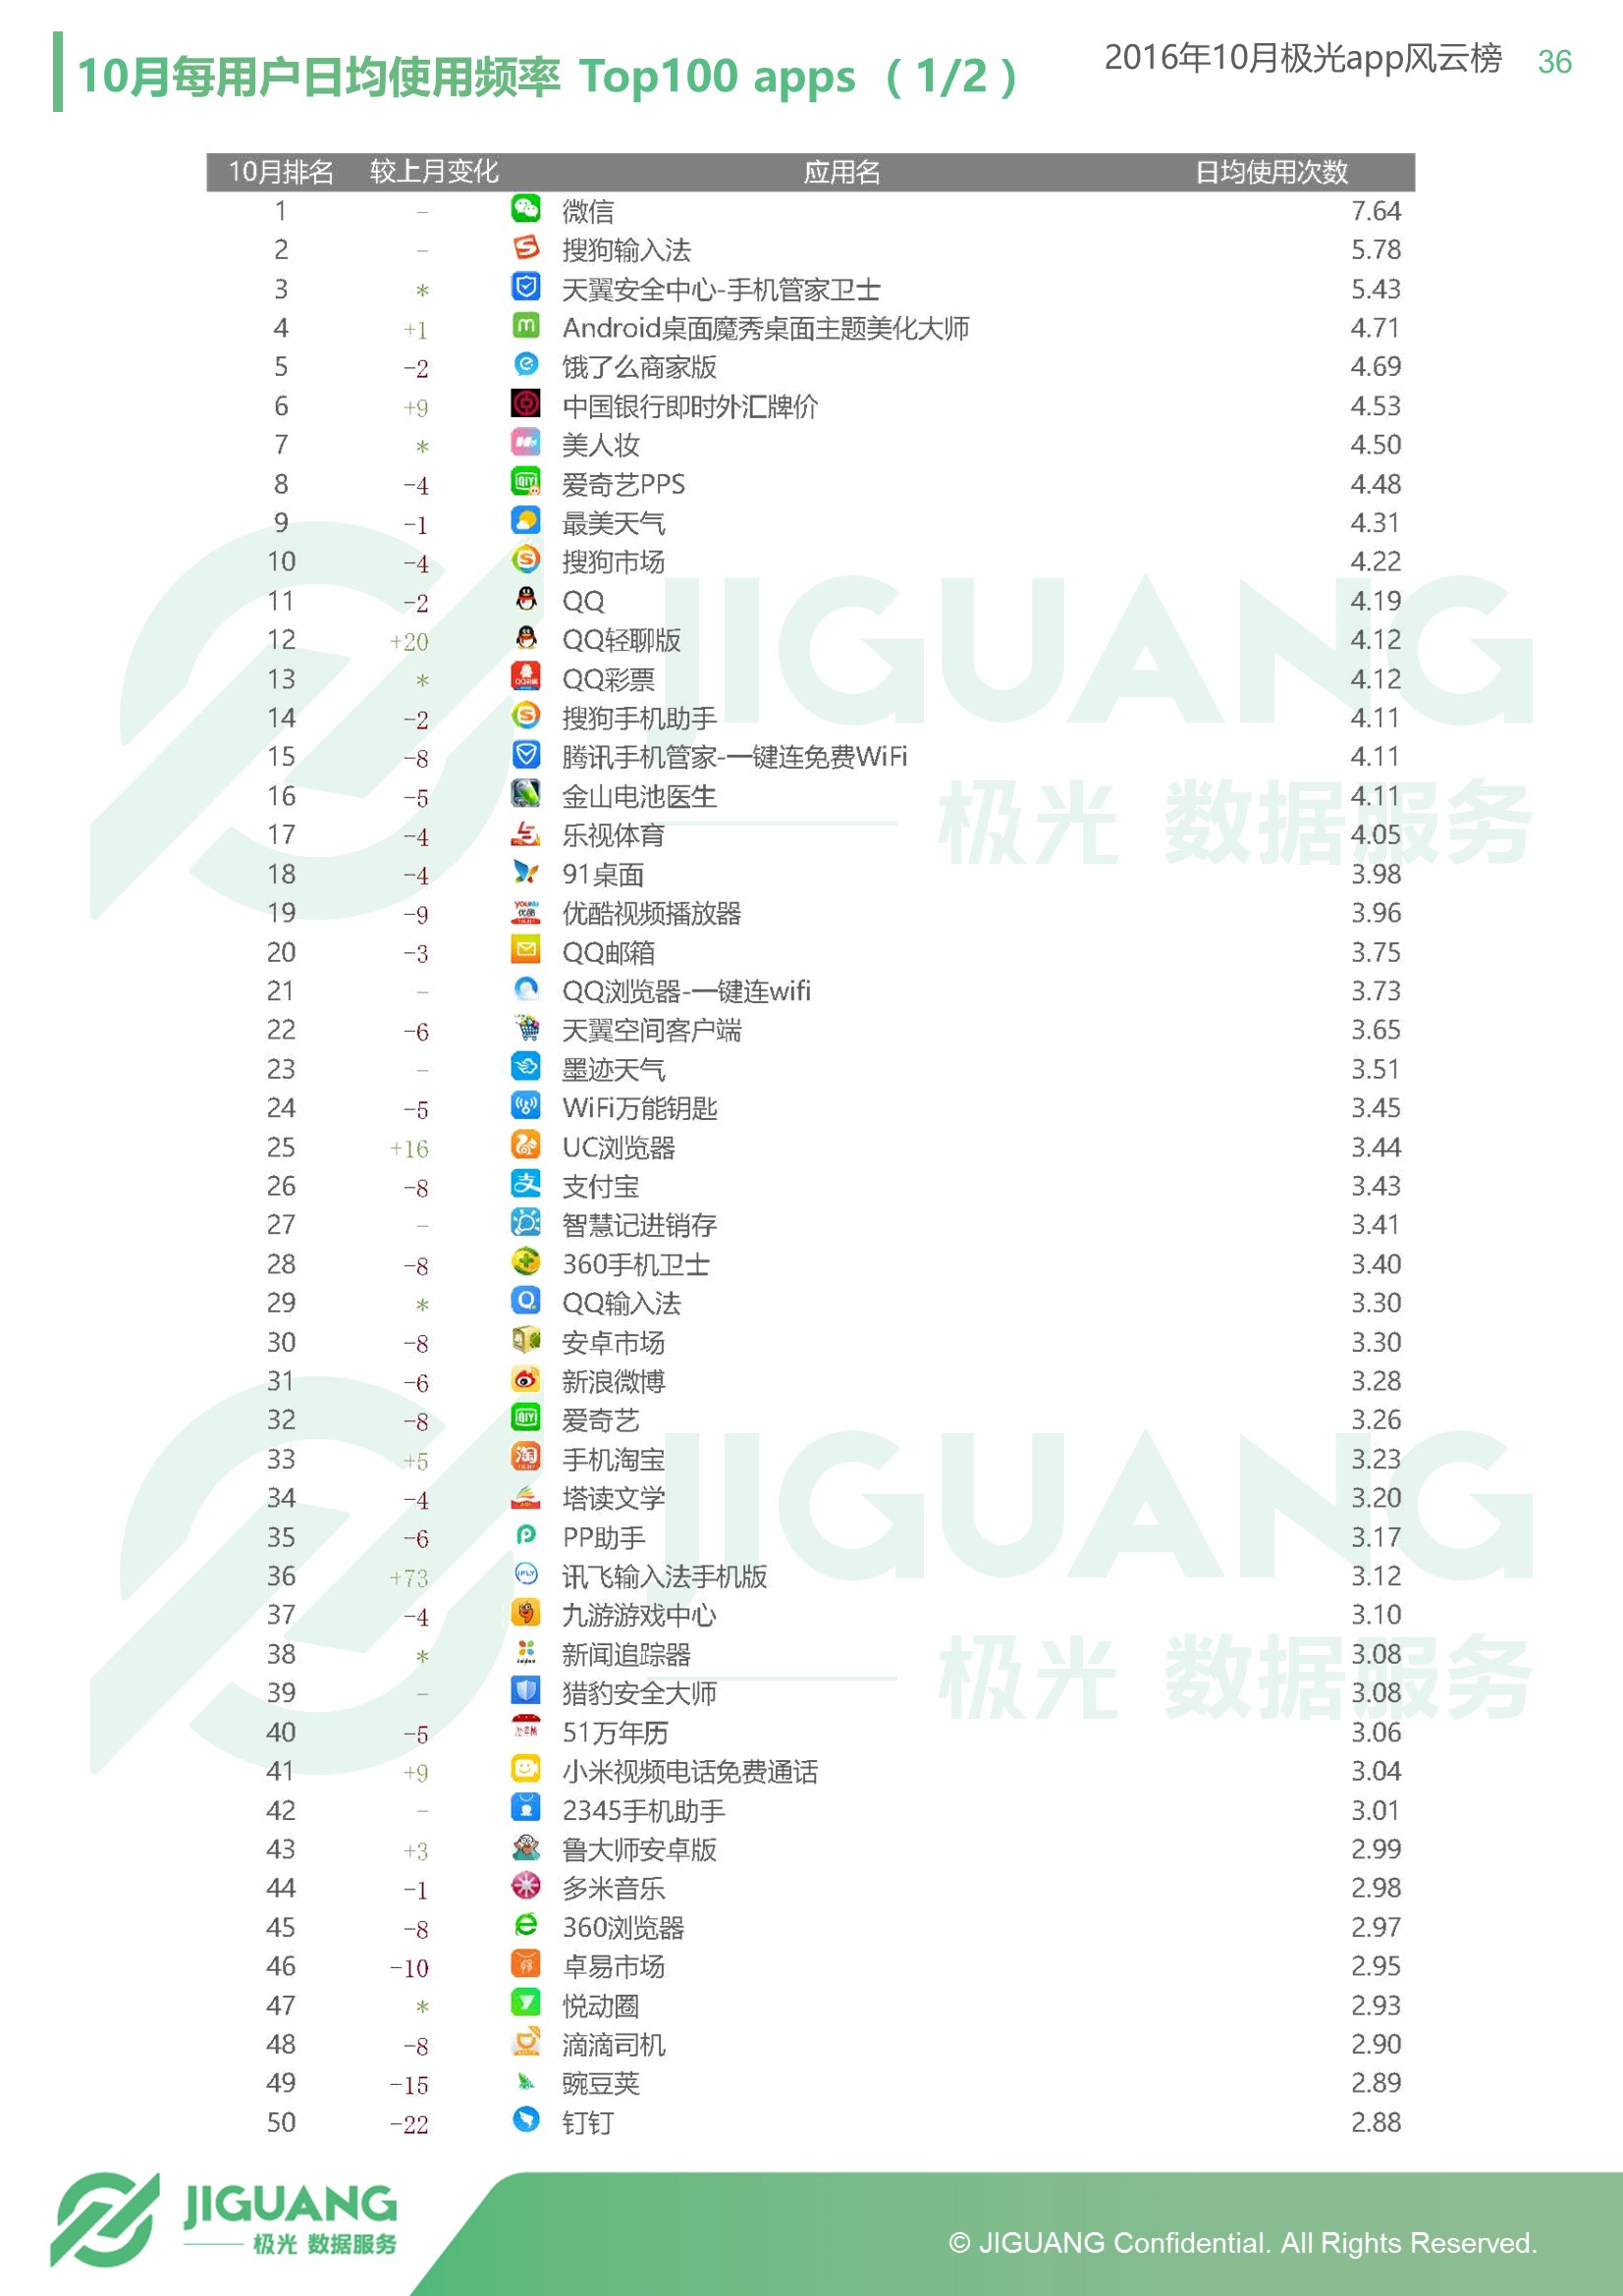 10月每用户日均使用频率 Top100 apps （1/2）
2016年10月极光app风云榜 36
10月排名 较上月变化 应用名 日均使用次数
1 – 微信 7.64
2 – 搜狗输入法 5.78
3 * 天翼安全中心-手机管家卫士 5.43
4 +1 Android桌面魔秀桌面主题美化大师 4.71
5 -2 饿了么商家版 4.69
6 +9 中国银行即时外汇牌价 4.53
7 * 美人妆 4.50
8 -4 爱奇艺PPS 4.48
9 -1 最美天气 4.31
10 -4 搜狗市场 4.22
11 -2 QQ 4.19
12 +20 QQ轻聊版 4.12
13 * QQ彩票 4.12
14 -2 搜狗手机助手 4.11
15 -8 腾讯手机管家-一键连免费WiFi 4.11
16 -5 金山电池医生 4.11
17 -4 乐视体育 4.05
18 -4 91桌面 3.98
19 -9 优酷视频播放器 3.96
20 -3 QQ邮箱 3.75
21 – QQ浏览器-一键连wifi 3.73
22 -6 天翼空间客户端 3.65
23 – 墨迹天气 3.51
24 -5 WiFi万能钥匙 3.45
25 +16 UC浏览器 3.44
26 -8 支付宝 3.43
27 – 智慧记进销存 3.41
28 -8 360手机卫士 3.40
29 * QQ输入法 3.30
30 -8 安卓市场 3.30
31 -6 新浪微博 3.28
32 -8 爱奇艺 3.26
33 +5 手机淘宝 3.23
34 -4 塔读文学 3.20
35 -6 PP助手 3.17
36 +73 讯飞输入法手机版 3.12
37 -4 九游游戏中心 3.10
38 * 新闻追踪器 3.08
39 – 猎豹安全大师 3.08
40 -5 51万年历 3.06
41 +9 小米视频电话免费通话 3.04
42 – 2345手机助手 3.01
43 +3 鲁大师安卓版 2.99
44 -1 多米音乐 2.98
45 -8 360浏览器 2.97
46 -10 卓易市场 2.95
47 * 悦动圈 2.93
48 -8 滴滴司机 2.90
49 -15 豌豆荚 2.89
50 -22 钉钉 2.88
JIGUANG
极光 数据服务
JIGUANG
极光 数据服务
JIGUANG
极光 数据服务
© JIGUANG Confidential. All Rights Reserved.